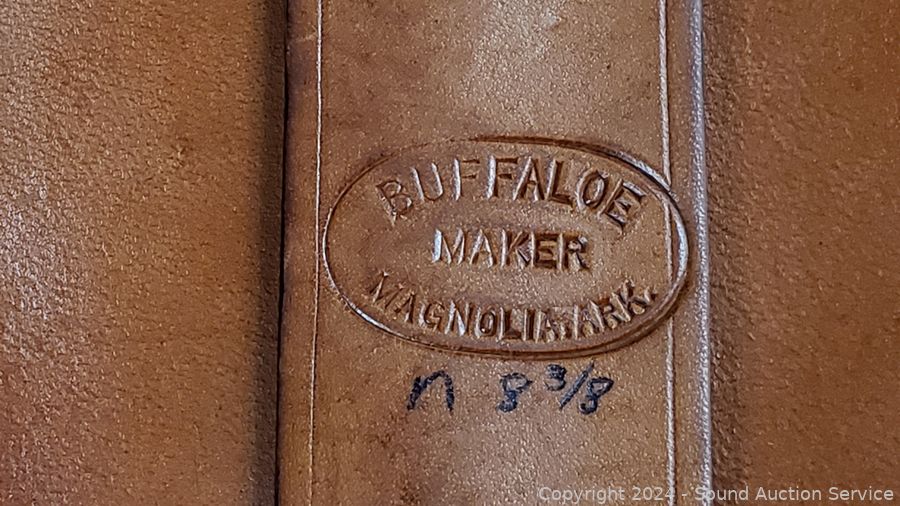 BUFFALOE
MAKER
MAGNOLIA, ARK.
n 8 3/8
Copyright 2024 - Sound Auction Service